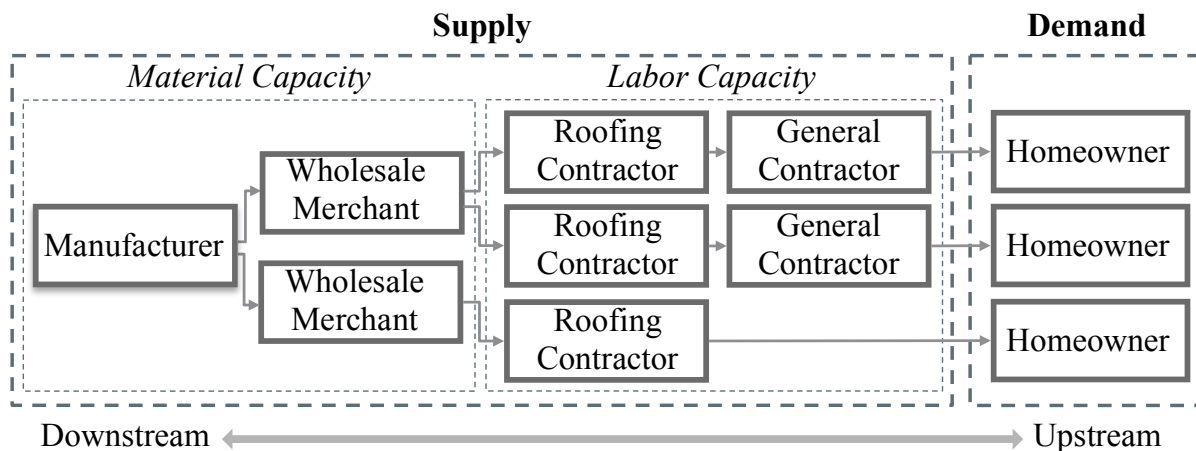 Supply
Demand
Material Capacity
Labor Capacity
Manufacturer
Wholesale
Merchant
Wholesale
Merchant
Roofing
Contractor
General
Contractor
Homeowner
Roofing
Contractor
General
Contractor
Homeowner
Roofing
Contractor
Homeowner
Downstream
Upstream